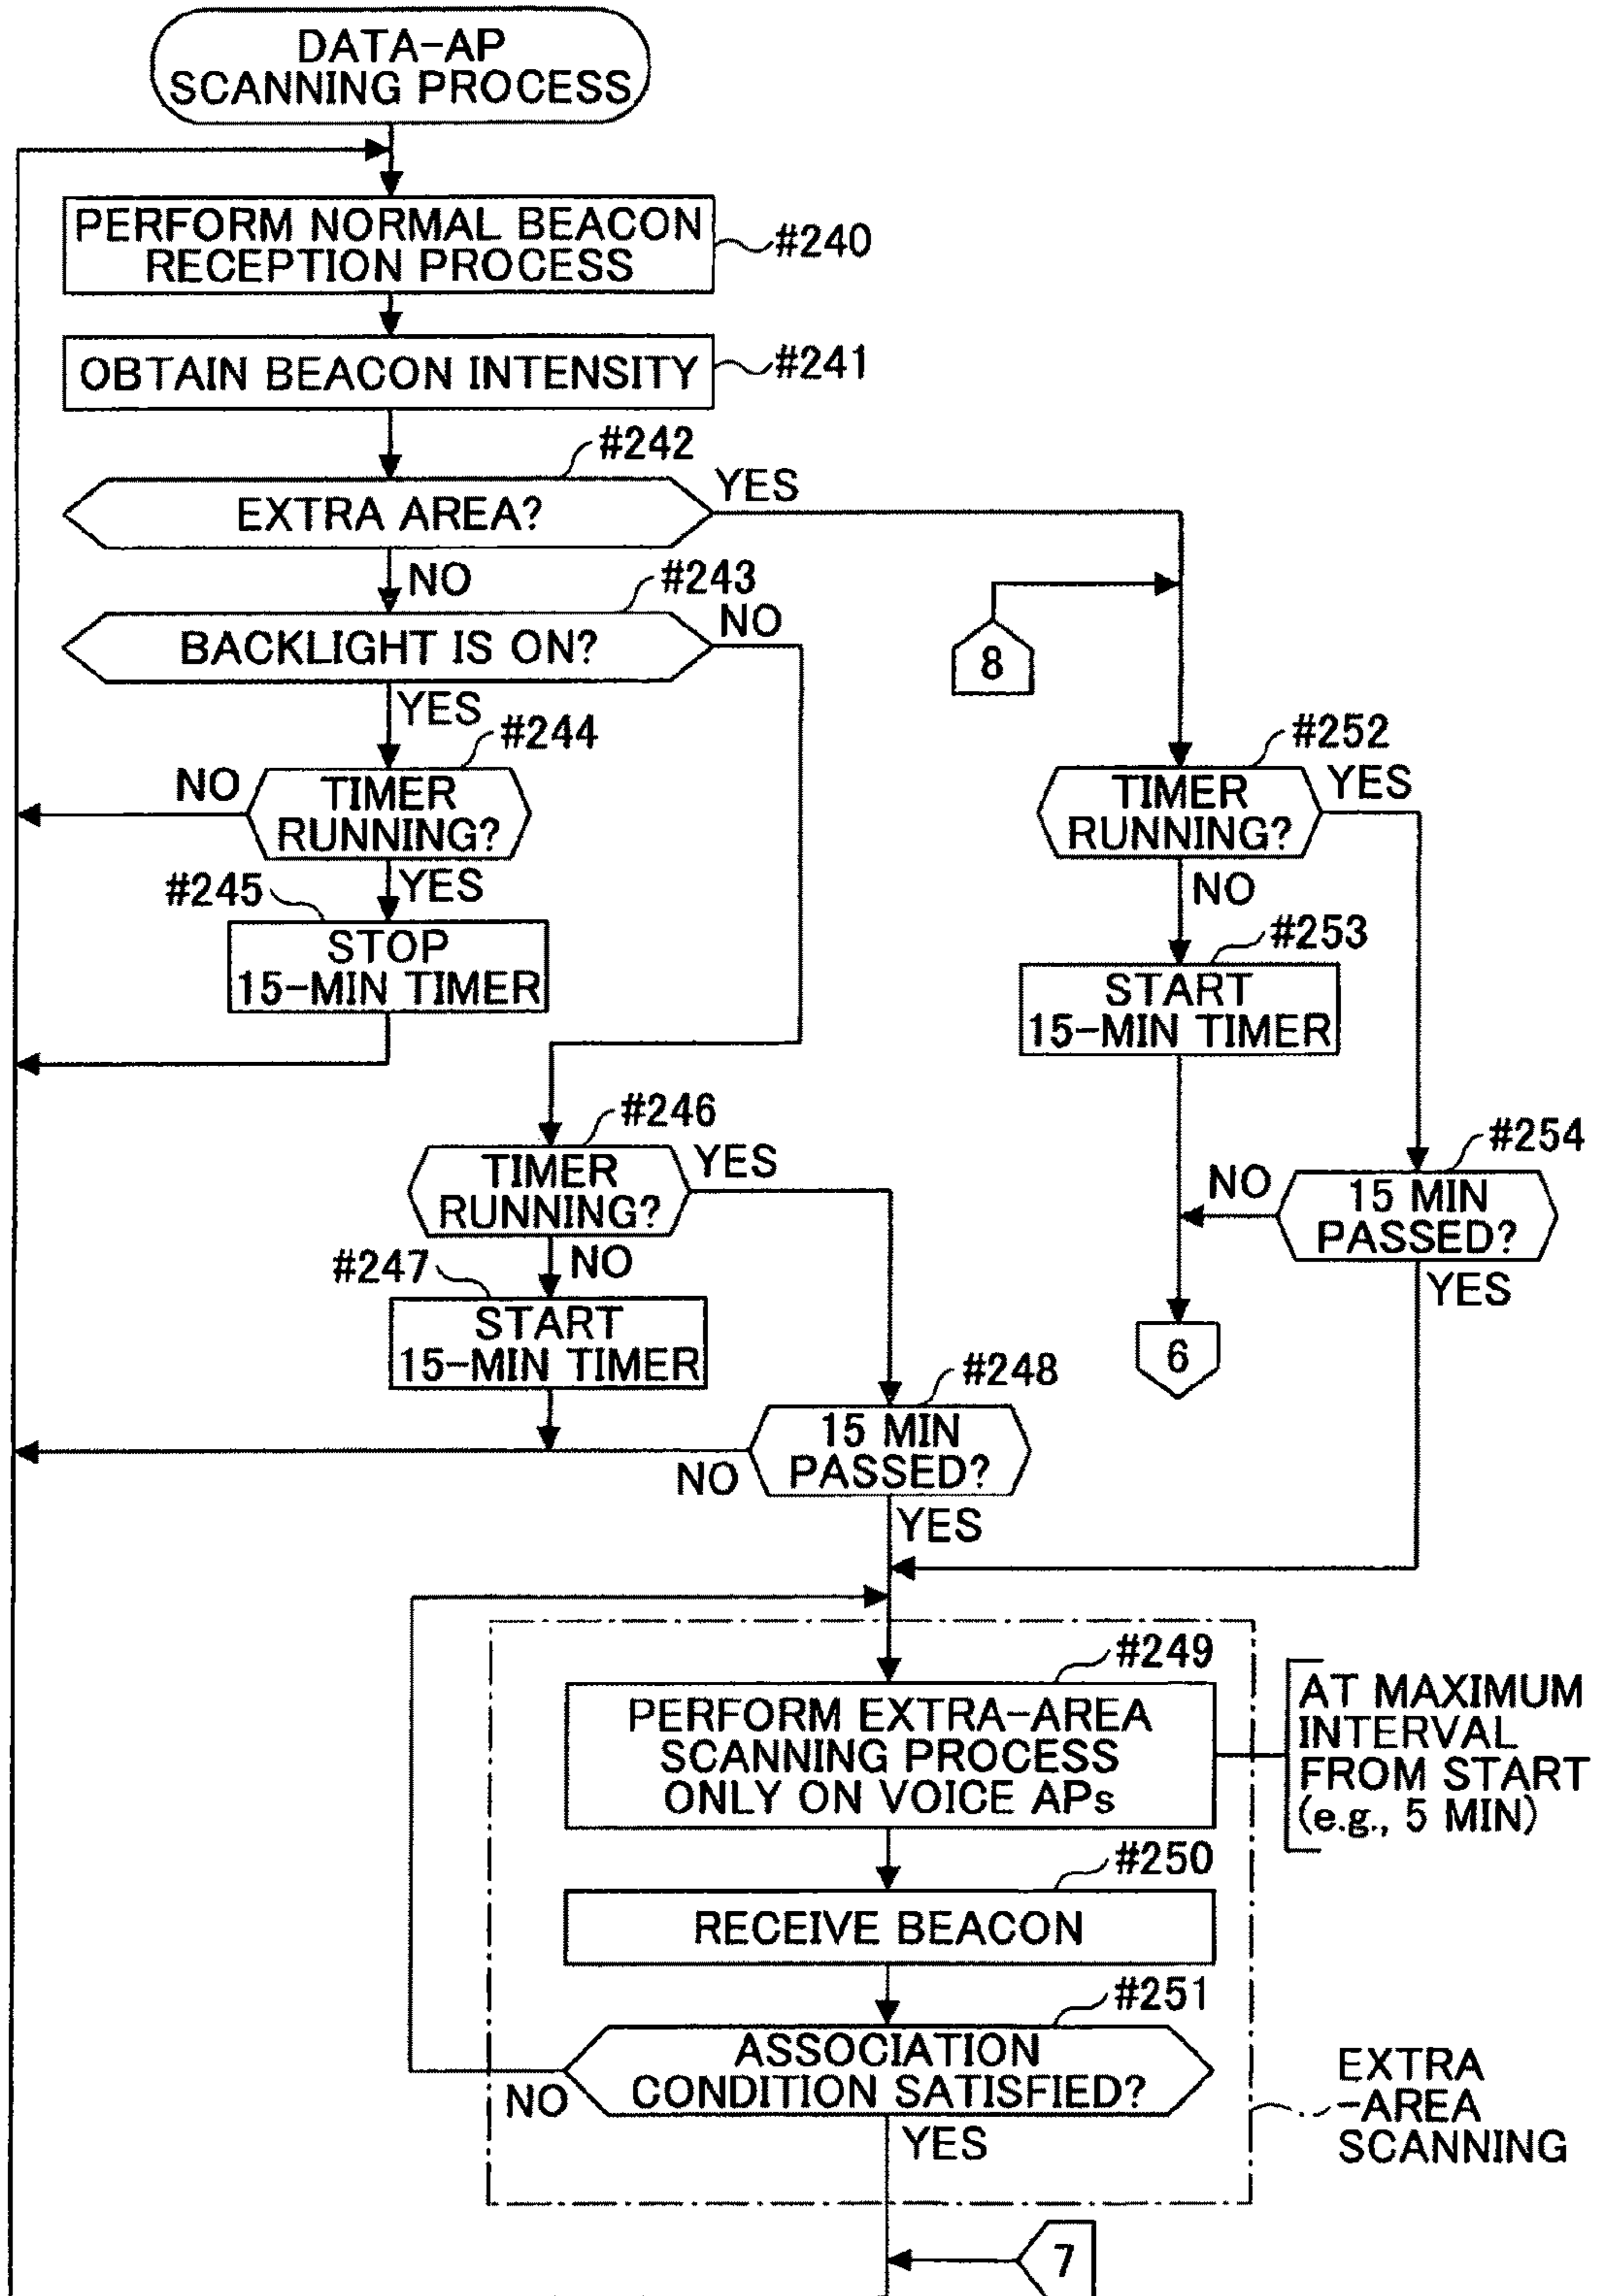 DATA-AP
SCANNING PROCESS
PERFORM NORMAL BEACON
RECEPTION PROCESS
#240
OBTAIN BEACON INTENSITY
#241
#242
EXTRA AREA?
YES
NO
#243
BACKLIGHT IS ON?
NO
YES
8
#244
TIMER
RUNNING?
NO
YES
#245
STOP
15-MIN TIMER
#252
TIMER
RUNNING?
YES
NO
#253
START
15-MIN TIMER
#246
TIMER
RUNNING?
YES
NO
#254
15 MIN
PASSED?
NO
YES
#247
START
15-MIN TIMER
6
#248
15 MIN
PASSED?
NO
YES
#249
PERFORM EXTRA-AREA
SCANNING PROCESS
ONLY ON VOICE APs
AT MAXIMUM
INTERVAL
FROM START
(e.g., 5 MIN)
#250
RECEIVE BEACON
#251
ASSOCIATION
CONDITION SATISFIED?
NO
YES
EXTRA
-AREA
SCANNING
7